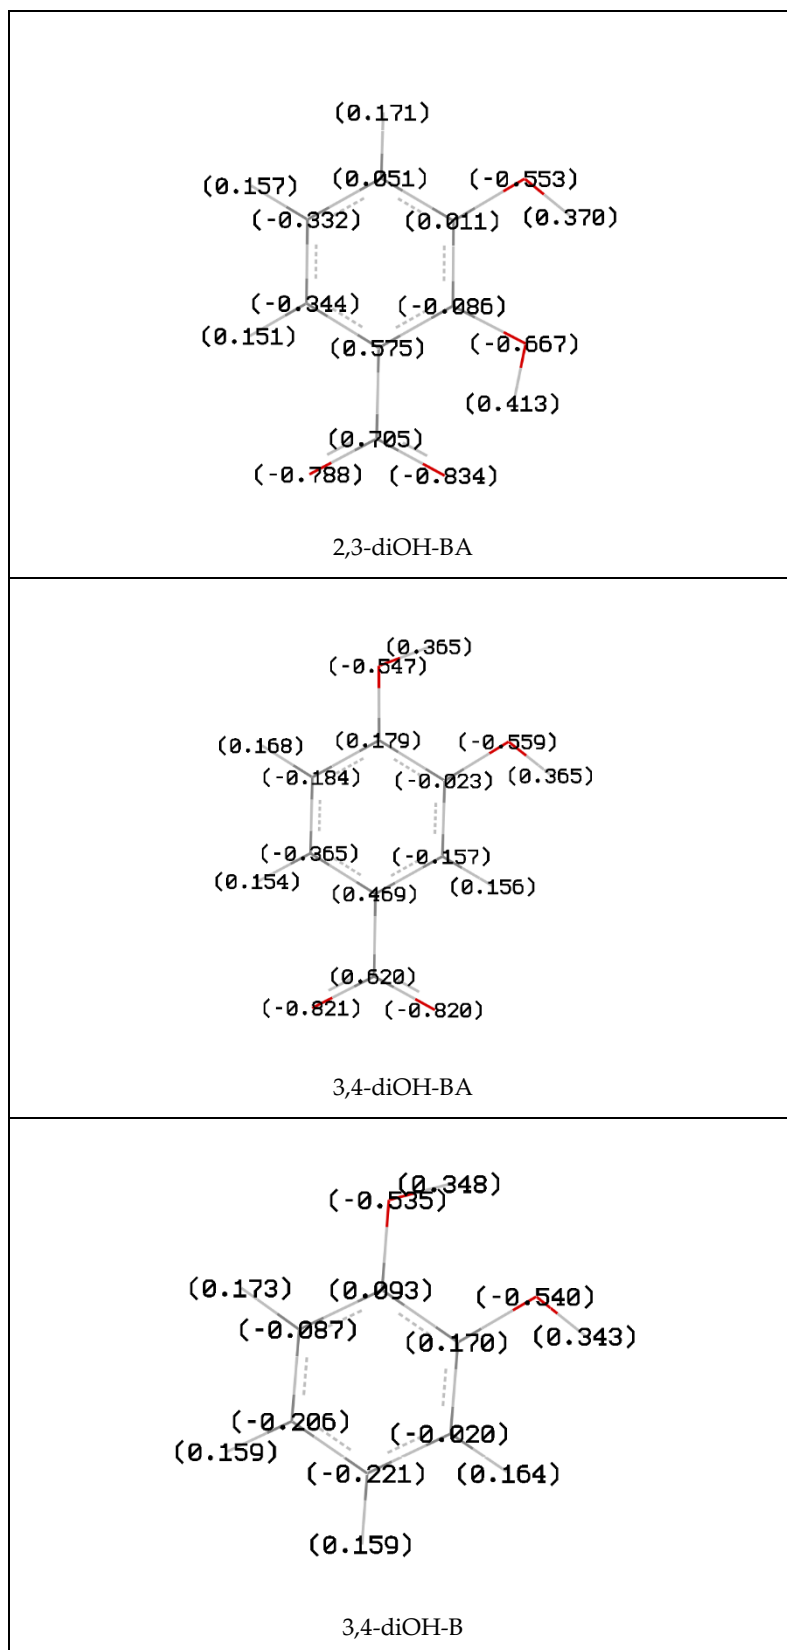 (0.171)
(0.157) (0.051) (-0.553)
(-0.332) (0.011) (0.370)
(-0.344) (-0.086)
(0.151) (0.575) (-0.667)
(0.413)
(0.705)
(-0.788) (-0.834)
2,3-diOH-BA
(0.365)
(-0.547)
(0.168) (0.179) (-0.559)
(-0.184) (-0.023) (0.365)
(-0.365) (-0.157)
(0.154) (0.469) (0.156)
(0.620)
(-0.821) (-0.820)
3,4-diOH-BA
(0.348)
(-0.535)
(0.173) (0.093) (-0.540)
(-0.087) (0.170) (0.343)
(-0.206) (-0.020)
(0.159) (-0.221) (0.164)
(0.159)
3,4-diOH-B